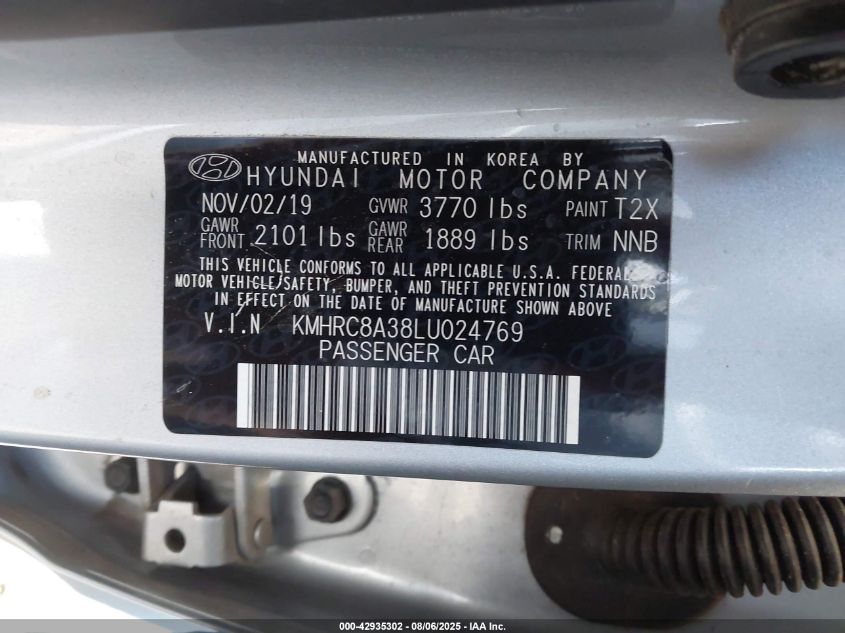 MANUFACTURED IN KOREA BY
HYUNDAI MOTOR COMPANY
NOV/02/19 GVWR 3770 lbs PAINT T2X
GAWR FRONT 2101 lbs GAWR REAR 1889 lbs TRIM NNB
THIS VEHICLE CONFORMS TO ALL APPLICABLE U.S.A. FEDERAL
MOTOR VEHICLE SAFETY, BUMPER, AND THEFT PREVENTION STANDARDS
IN EFFECT ON THE DATE OF MANUFACTURE SHOWN ABOVE
V.I.N KMHRC8A38LU024769
PASSENGER CAR
000-42935302 - 08/06/2025 - IAA Inc.